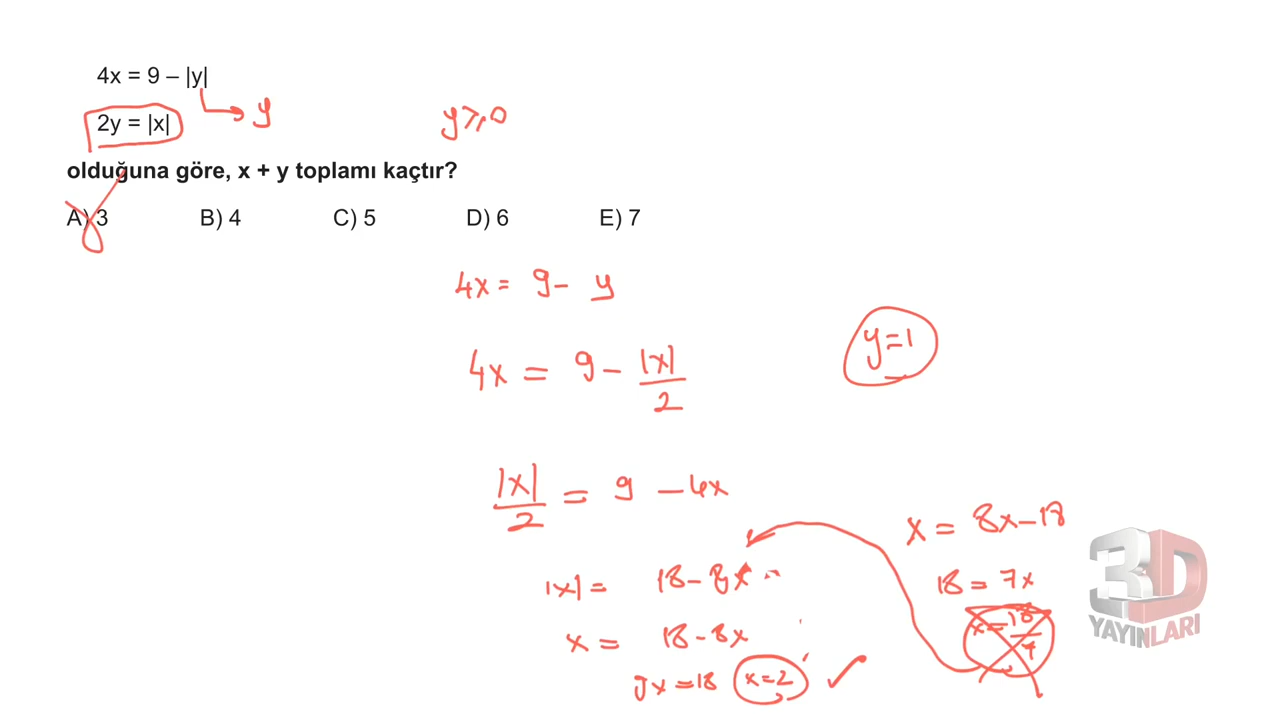 4x = 9 – |y|
→ y
2y = |x|
y ≥ 0
olduğuna göre, x + y toplamı kaçtır?
A) 3 B) 4 C) 5 D) 6 E) 7
4x = 9 - y
y = 1
4x = 9 - |x|/2
|x|/2 = 9 - 4x
x = 8x - 18
|x| = 18 - 8x
18 = 7x
x = 18 - 8x
x = 18/7
9x = 18 x = 2
3D
YAYINLARI